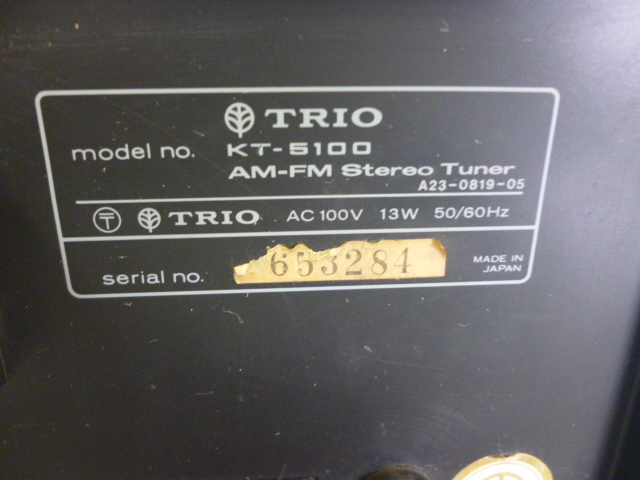 TRIO
model no. KT-5100
AM-FM Stereo Tuner
A23-0819-05
TRIO AC 100V 13W 50/60Hz
serial no. 653284
MADE IN
JAPAN